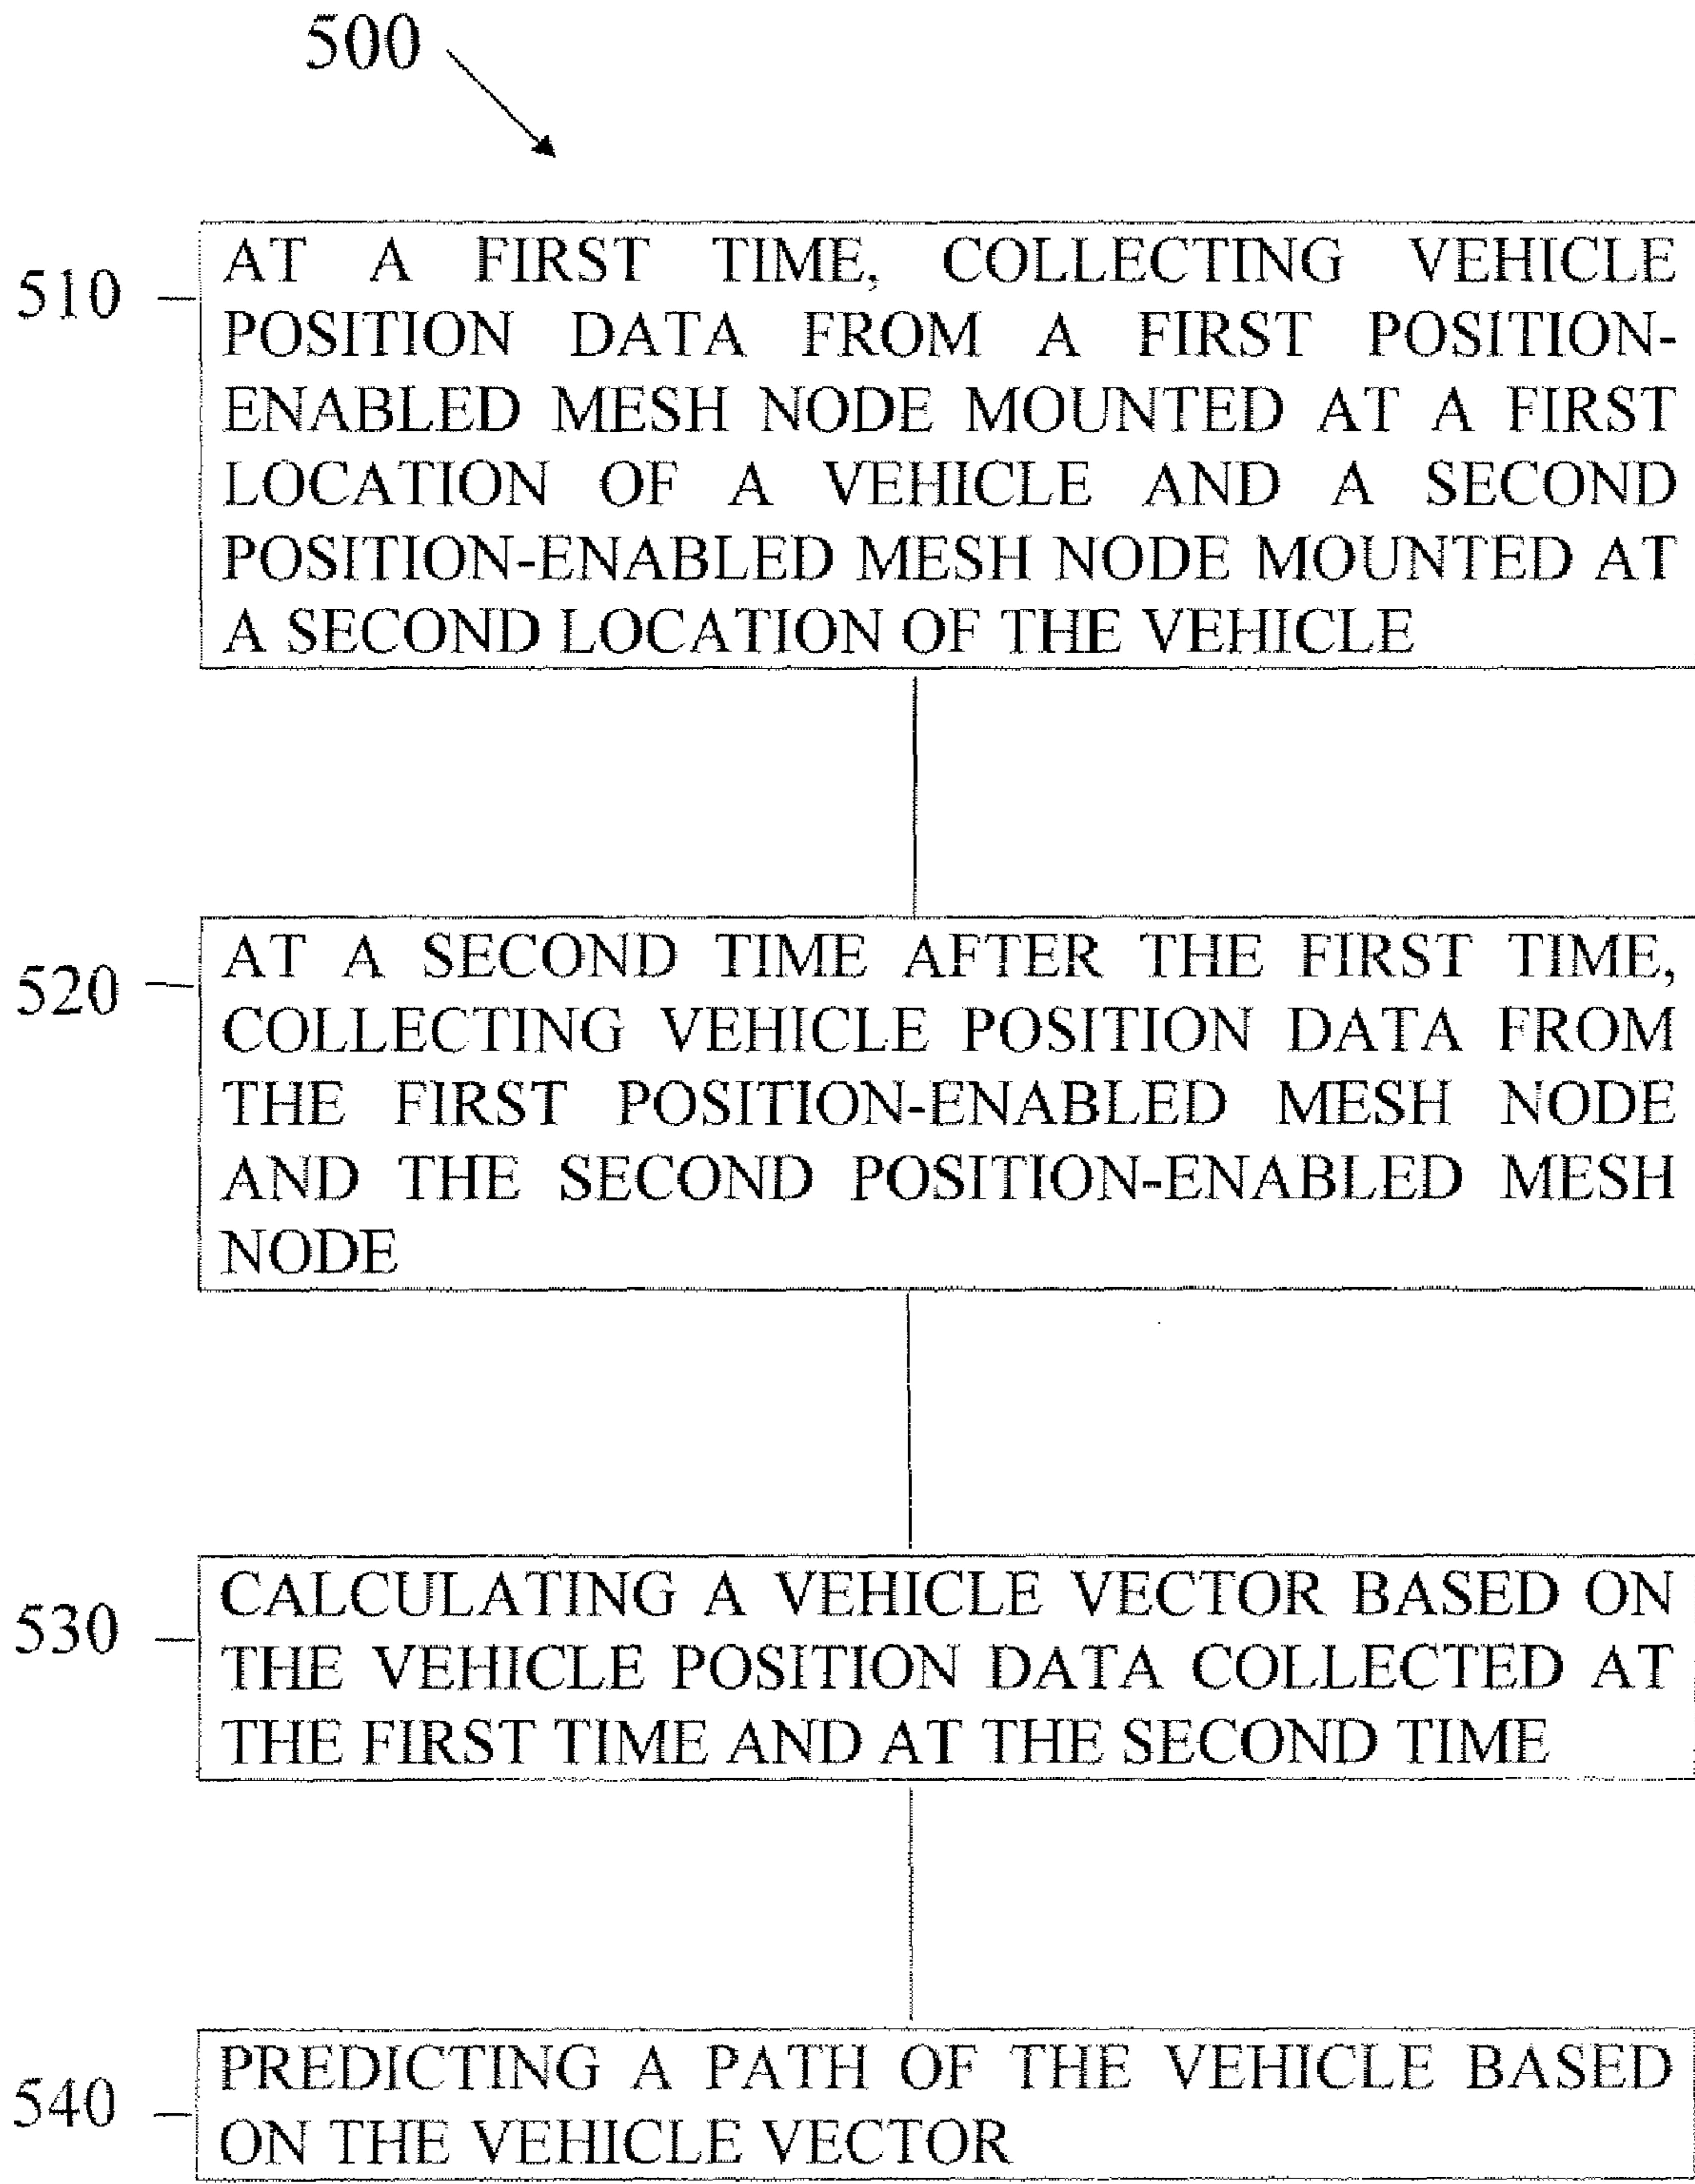 500
510
AT A FIRST TIME, COLLECTING VEHICLE
POSITION DATA FROM A FIRST POSITION-
ENABLED MESH NODE MOUNTED AT A FIRST
LOCATION OF A VEHICLE AND A SECOND
POSITION-ENABLED MESH NODE MOUNTED AT
A SECOND LOCATION OF THE VEHICLE
520
AT A SECOND TIME AFTER THE FIRST TIME,
COLLECTING VEHICLE POSITION DATA FROM
THE FIRST POSITION-ENABLED MESH NODE
AND THE SECOND POSITION-ENABLED MESH
NODE
530
CALCULATING A VEHICLE VECTOR BASED ON
THE VEHICLE POSITION DATA COLLECTED AT
THE FIRST TIME AND AT THE SECOND TIME
540
PREDICTING A PATH OF THE VEHICLE BASED
ON THE VEHICLE VECTOR